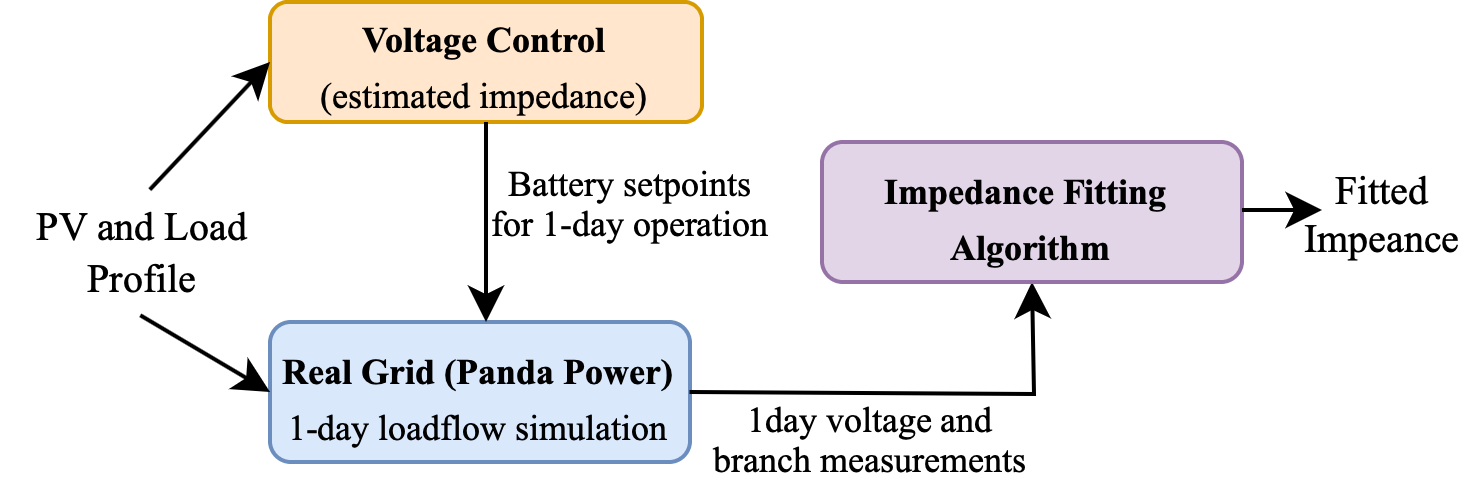 Voltage Control
(estimated impedance)
Battery setpoints
for 1-day operation
PV and Load
Profile
Real Grid (Panda Power)
1-day loadflow simulation
1day voltage and
branch measurements
Impedance Fitting
Algorithm
Fitted
Impeance